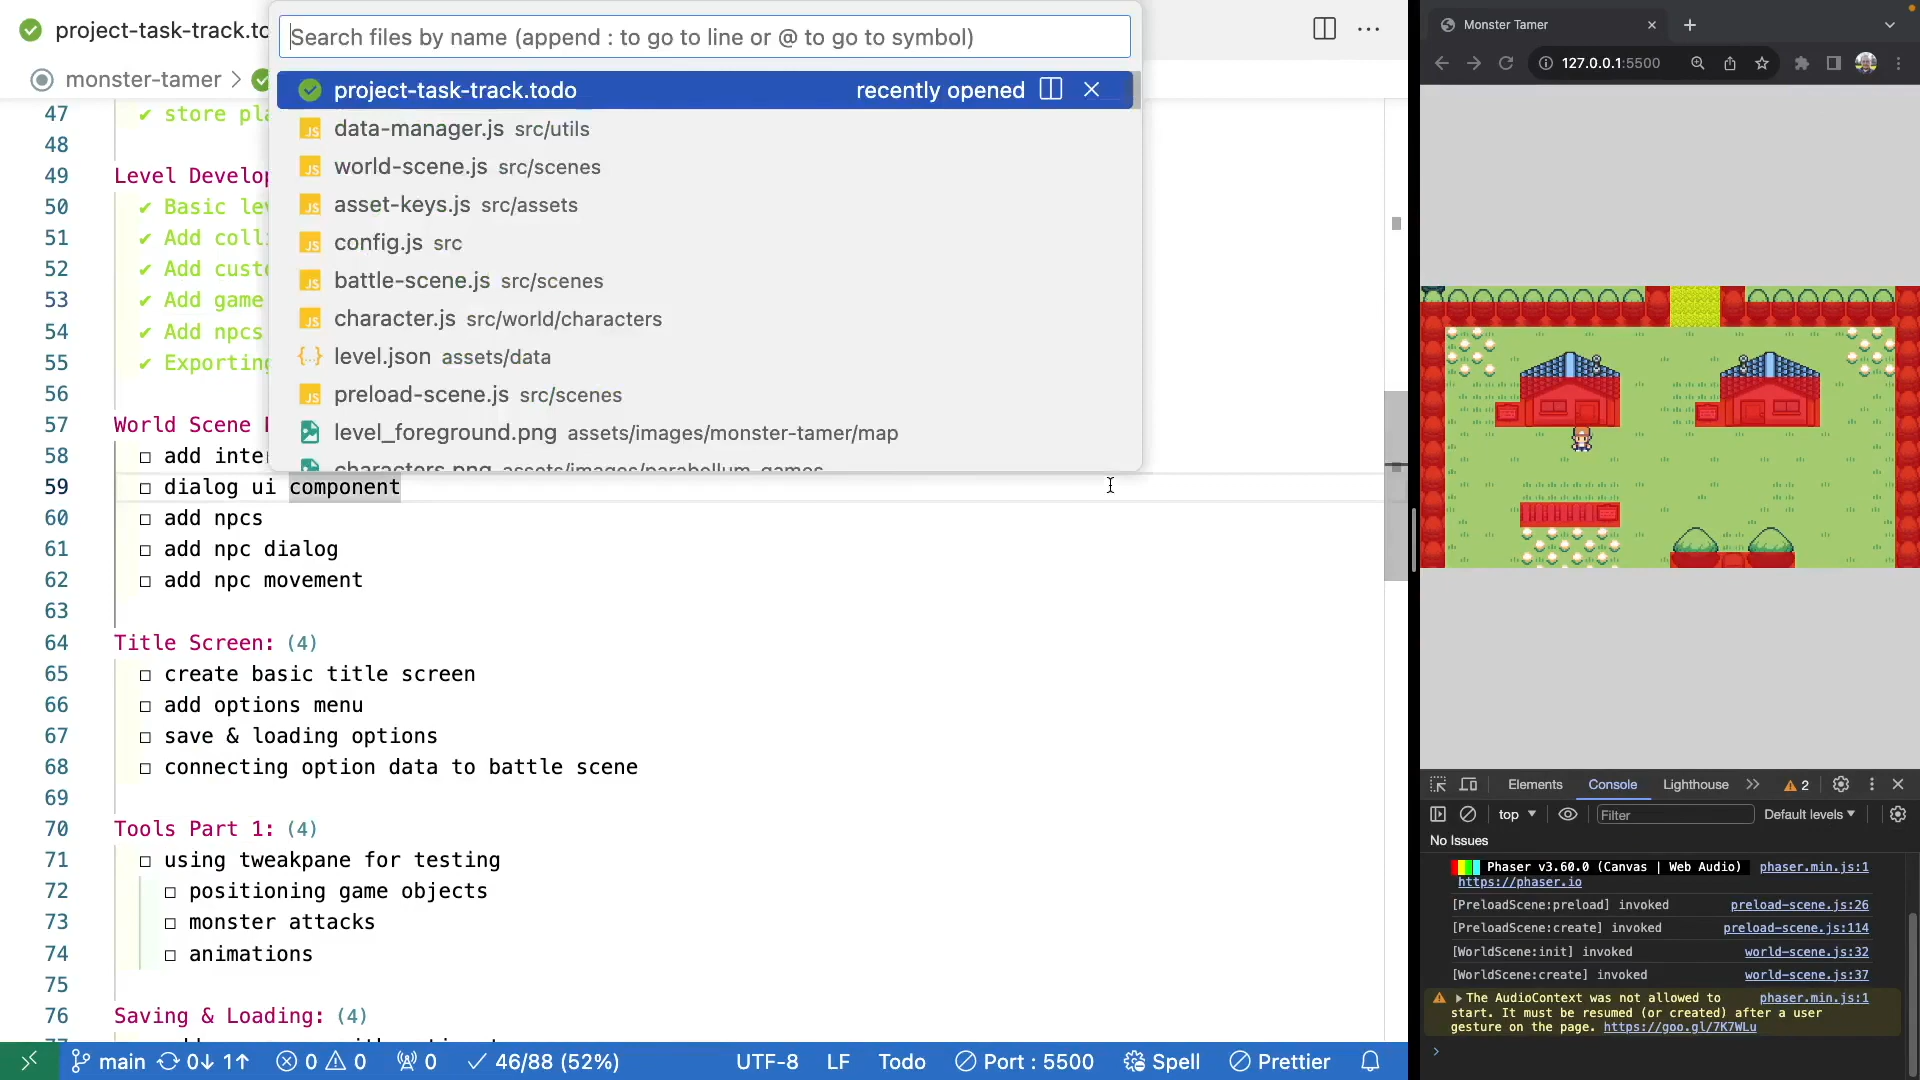 project-task-track.to
Search files by name (append : to go to line or @ to go to symbol)
monster-tamer >
project-task-track.todo recently opened
data-manager.js src/utils
world-scene.js src/scenes
asset-keys.js src/assets
config.js src
battle-scene.js src/scenes
character.js src/world/characters
level.json assets/data
preload-scene.js src/scenes
level_foreground.png assets/images/monster-tamer/map
characters.png assets/images/parabellum_games
47 ✔ store pla
48
49 Level Develop
50 ✔ Basic lev
51 ✔ Add colli
52 ✔ Add custo
53 ✔ Add game
54 ✔ Add npcs
55 ✔ Exporting
56
57 World Scene
58 ☐ add inter
59 ☐ dialog ui component
60 ☐ add npcs
61 ☐ add npc dialog
62 ☐ add npc movement
63
64 Title Screen: (4)
65 ☐ create basic title screen
66 ☐ add options menu
67 ☐ save & loading options
68 ☐ connecting option data to battle scene
69
70 Tools Part 1: (4)
71 ☐ using tweakpane for testing
72 ☐ positioning game objects
73 ☐ monster attacks
74 ☐ animations
75
76 Saving & Loading: (4)
main 0↓ 1↑ 0 0 0 46/88 (52%) UTF-8 LF Todo Port : 5500 Spell Prettier
Monster Tamer
127.0.0.1:5500
Elements Console Lighthouse 2
top Filter Default levels
No Issues
Phaser v3.60.0 (Canvas | Web Audio) phaser.min.js:1
https://phaser.io
[PreloadScene:preload] invoked preload-scene.js:26
[PreloadScene:create] invoked preload-scene.js:114
[WorldScene:init] invoked world-scene.js:32
[WorldScene:create] invoked world-scene.js:37
The AudioContext was not allowed to phaser.min.js:1
start. It must be resumed (or created) after a user
gesture on the page. https://goo.gl/7K7WLu